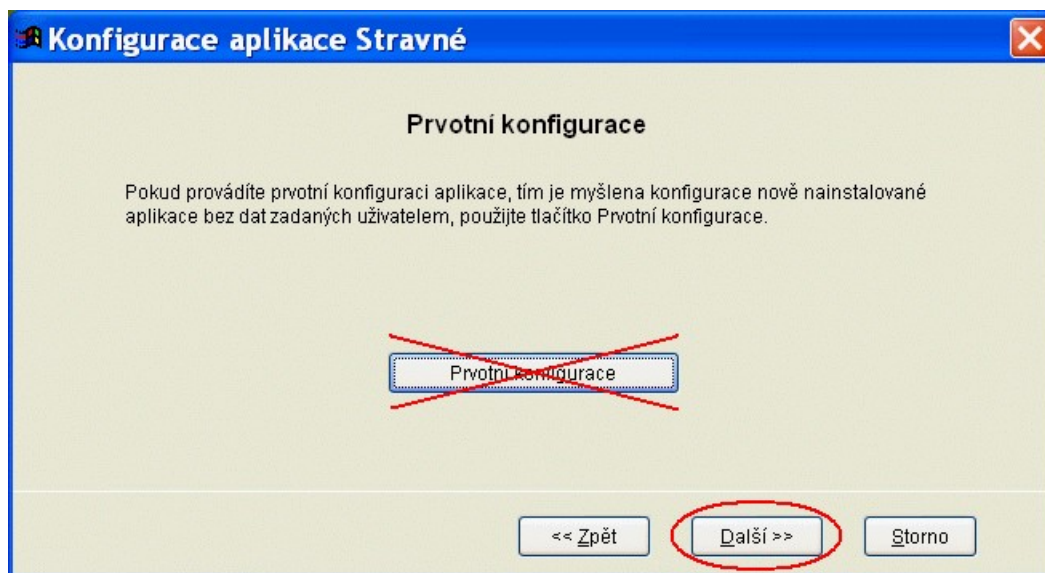 Konfigurace aplikace Stravné
Prvotní konfigurace
Pokud provádíte prvotní konfiguraci aplikace, tím je myšlena konfigurace nově nainstalované
aplikace bez dat zadaných uživatelem, použijte tlačítko Prvotní konfigurace.
Prvotní konfigurace
<< Zpět
Další >>
Storno